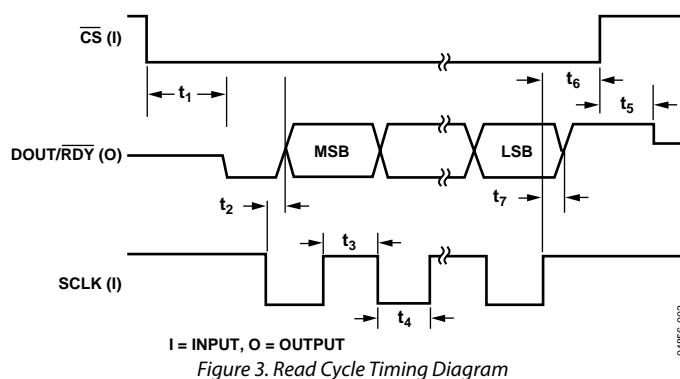 CS (I)
t1
t6
t5
DOUT/RDY (O)
MSB
LSB
t2
t7
t3
SCLK (I)
t4
I = INPUT, O = OUTPUT
Figure 3. Read Cycle Timing Diagram